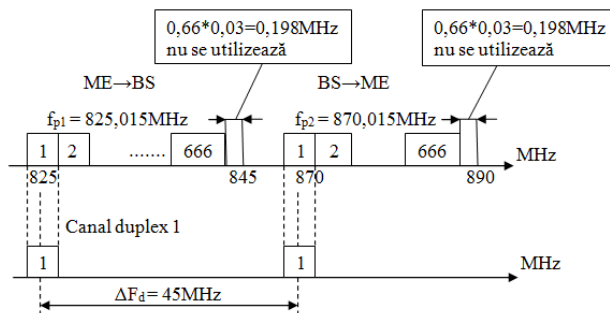 0,66*0,03=0,198MHz
nu se utilizează
0,66*0,03=0,198MHz
nu se utilizează
ME→BS
BS→ME
fp1 = 825,015MHz
fp2 = 870,015MHz
1 2 ....... 666 1 2 666
MHz
825 845 870 890
Canal duplex 1
1 1
MHz
ΔFd = 45MHz